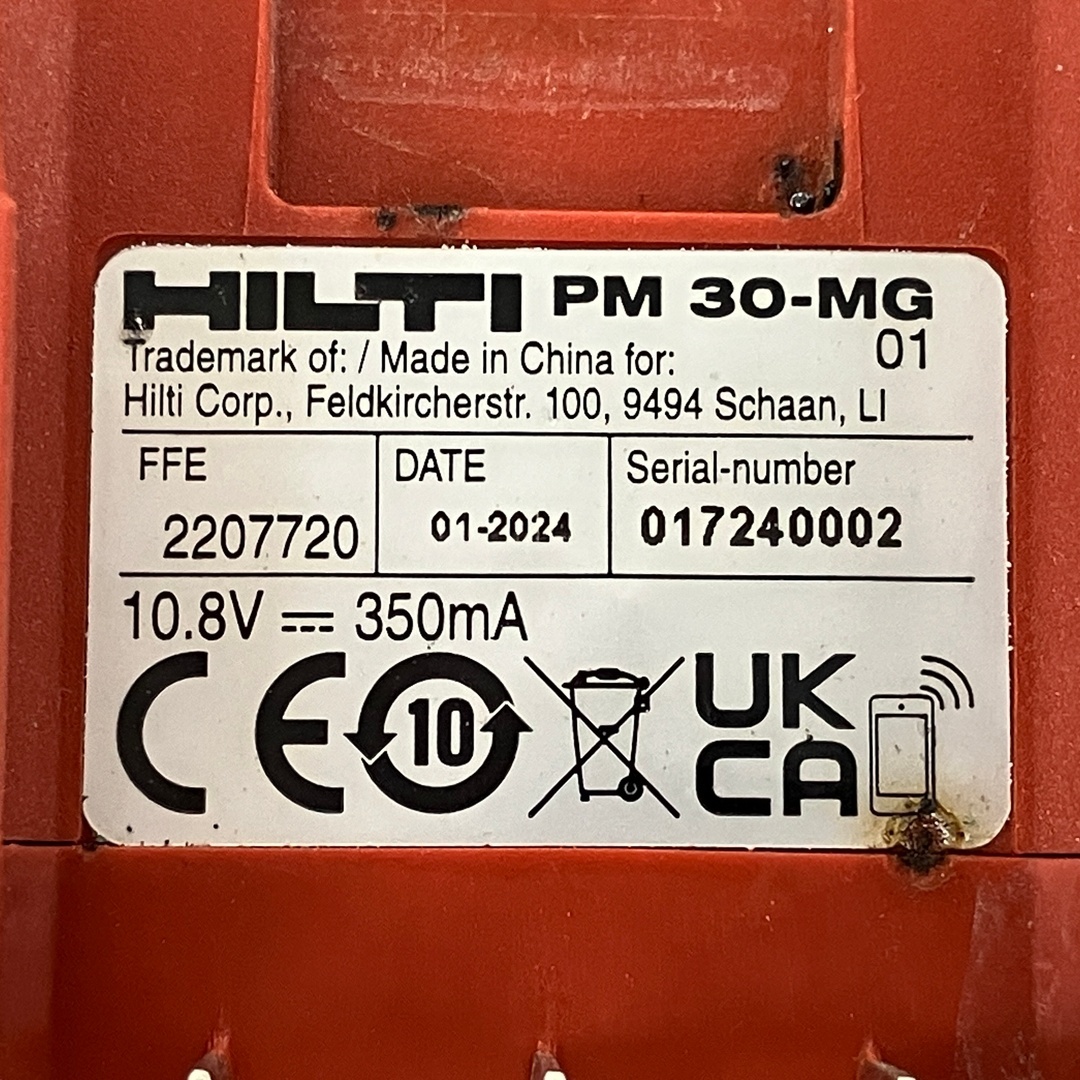 HILTI PM 30-MG
01
Trademark of: / Made in China for:
Hilti Corp., Feldkircherstr. 100, 9494 Schaan, LI
FFE DATE Serial-number
2207720 01-2024 017240002
10.8V ⎓ 350mA
CE 10 UK
CA